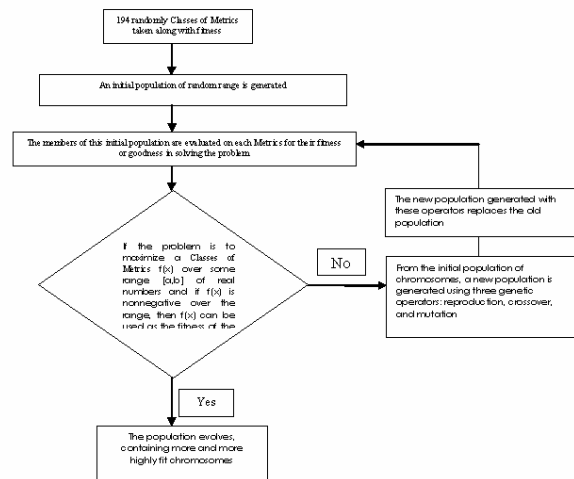 194 randomly Classes of Metrics
taken along with fitness
An initial population of random range is generated
The members of this initial population are evaluated on each Metrics for their fitness
or goodness in solving the problem
If the problem is to
maximize a Classes of
Metrics f(x) over some
range [a,b] of real
numbers and if f(x) is
nonnegative over the
range, then f(x) can be
used as the fitness of the
No
The new population generated with
these operators replaces the old
population
From the initial population of
chromosomes, a new population is
generated using three genetic
operators: reproduction, crossover,
and mutation
Yes
The population evolves,
containing more and more
highly fit chromosomes